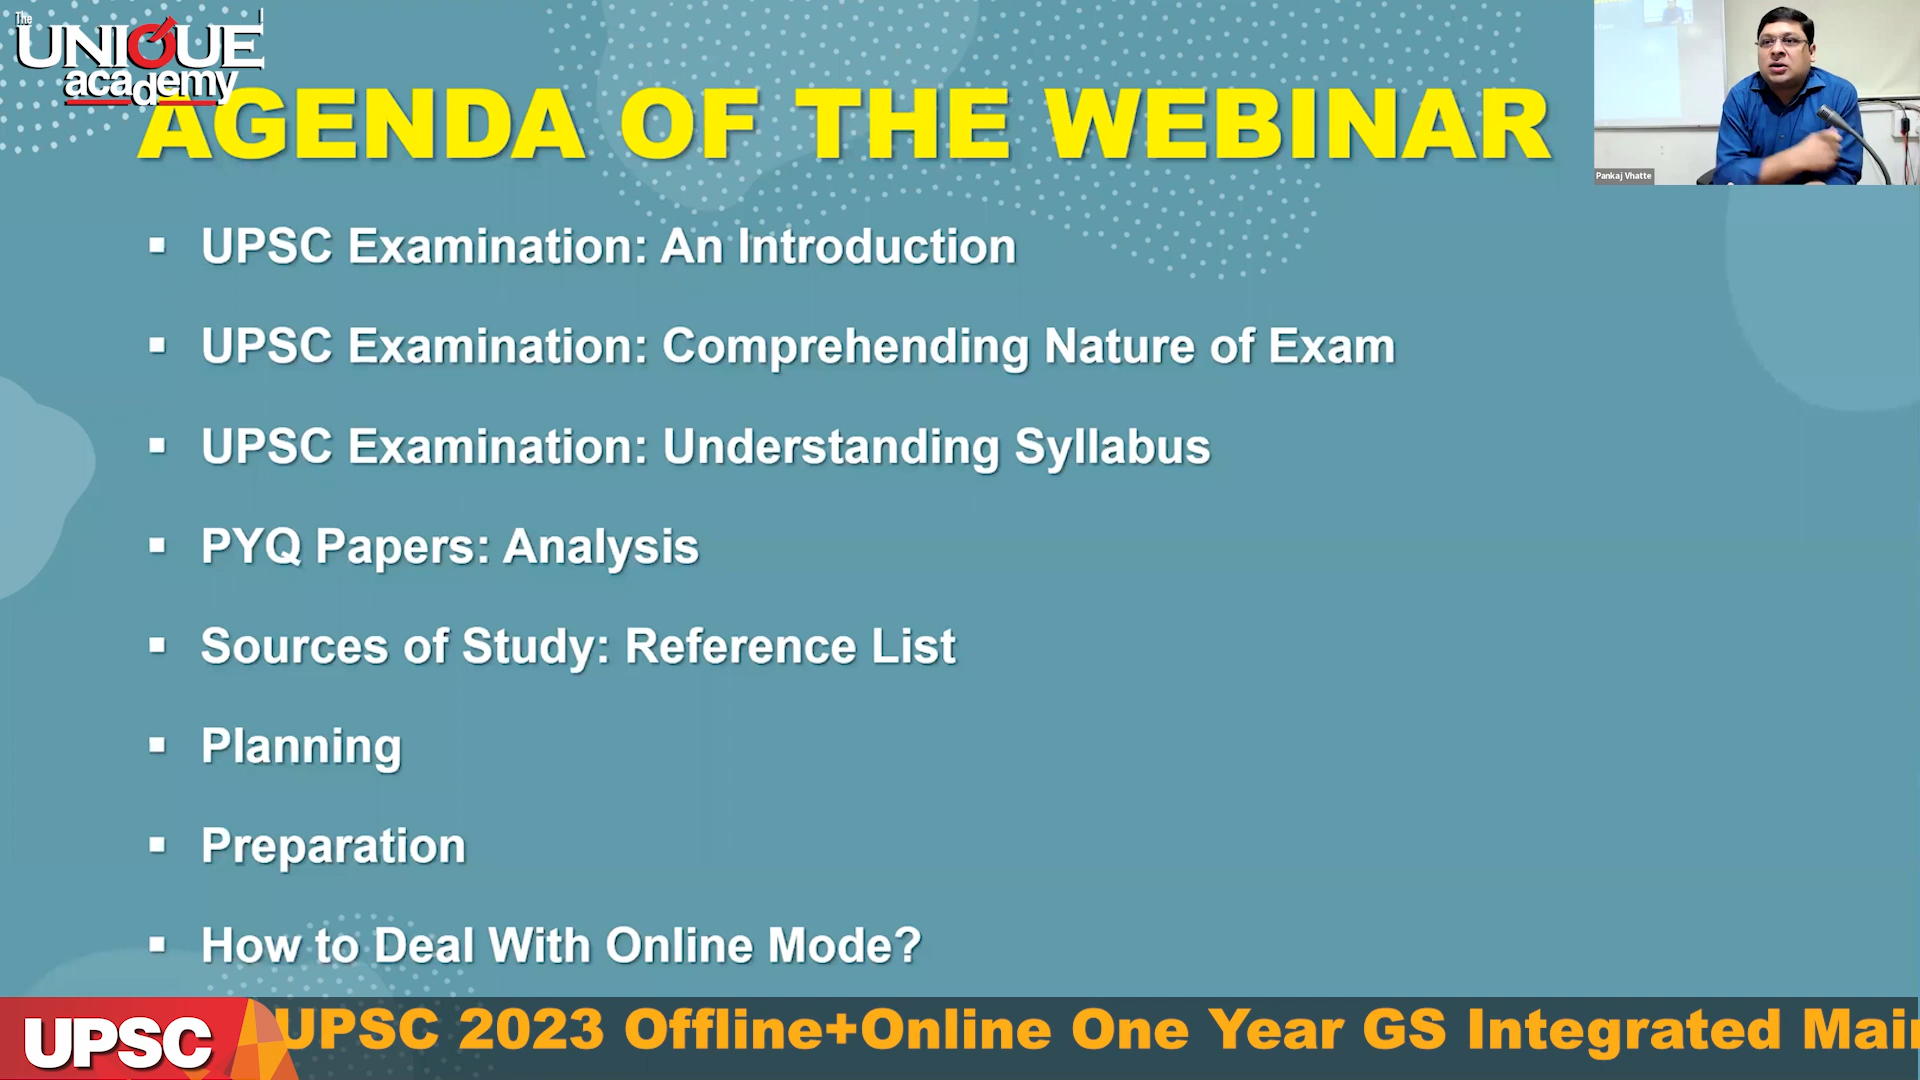 The
UNIQUE
academy
AGENDA OF THE WEBINAR
Pankaj Vhatte
▪ UPSC Examination: An Introduction
▪ UPSC Examination: Comprehending Nature of Exam
▪ UPSC Examination: Understanding Syllabus
▪ PYQ Papers: Analysis
▪ Sources of Study: Reference List
▪ Planning
▪ Preparation
▪ How to Deal With Online Mode?
UPSC
UPSC 2023 Offline+Online One Year GS Integrated Mai